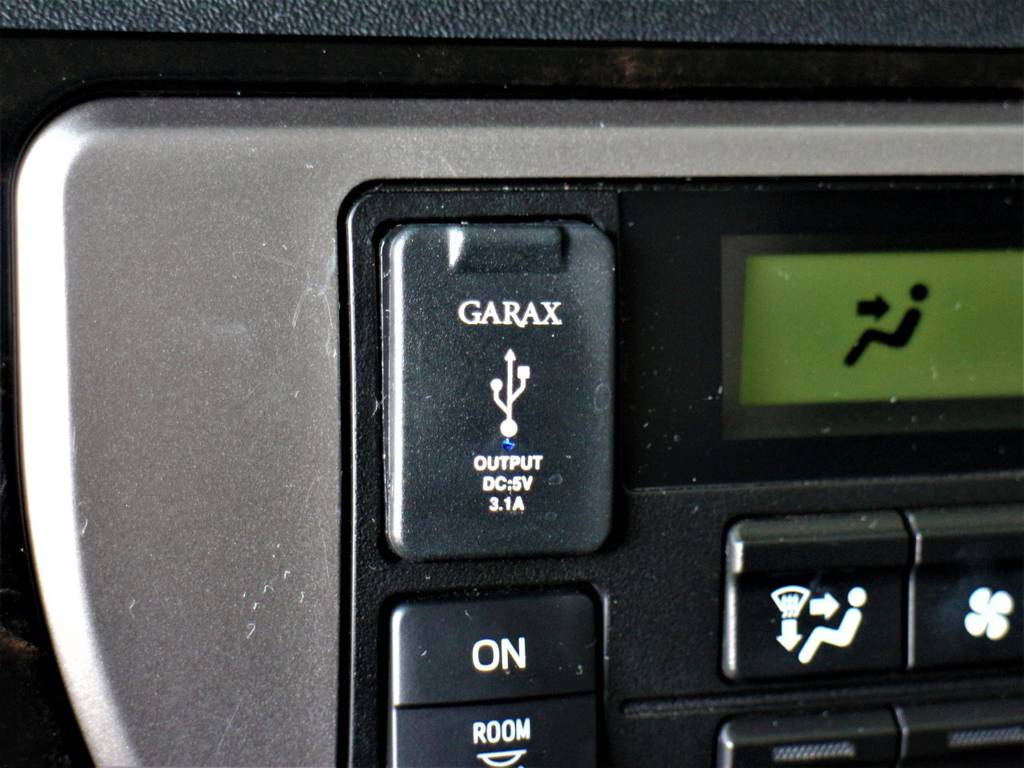 GARAX
OUTPUT
DC:5V
3.1A
ON
ROOM